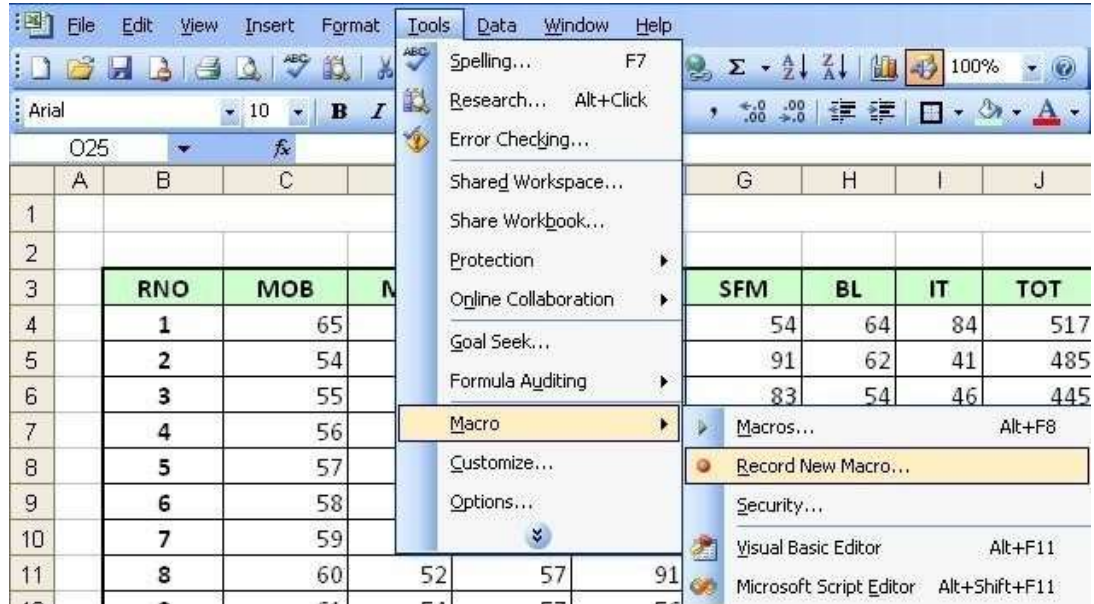 File Edit View Insert Format Tools Data Window Help
Spelling... F7
100%
Arial 10 B I
Research... Alt+Click
O25 fx
Error Checking...
Shared Workspace...
Share Workbook...
Protection
Online Collaboration
Goal Seek...
Formula Auditing
Macro
Customize...
Options...
Macros... Alt+F8
Record New Macro...
Security...
Visual Basic Editor Alt+F11
Microsoft Script Editor Alt+Shift+F11
A B C G H I J
1
2
3 RNO MOB M SFM BL IT TOT
4 1 65 54 64 84 517
5 2 54 91 62 41 485
6 3 55 83 54 46 445
7 4 56
8 5 57
9 6 58
10 7 59
11 8 60 52 57 91